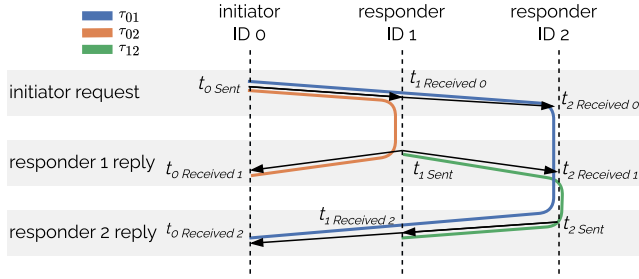 τ01
τ02
τ12
initiator
ID 0
responder
ID 1
responder
ID 2
initiator request
t0 Sent
t1 Received 0
t2 Received 0
responder 1 reply
t0 Received 1
t1 Sent
t2 Received 1
responder 2 reply
t0 Received 2
t1 Received 2
t2 Sent